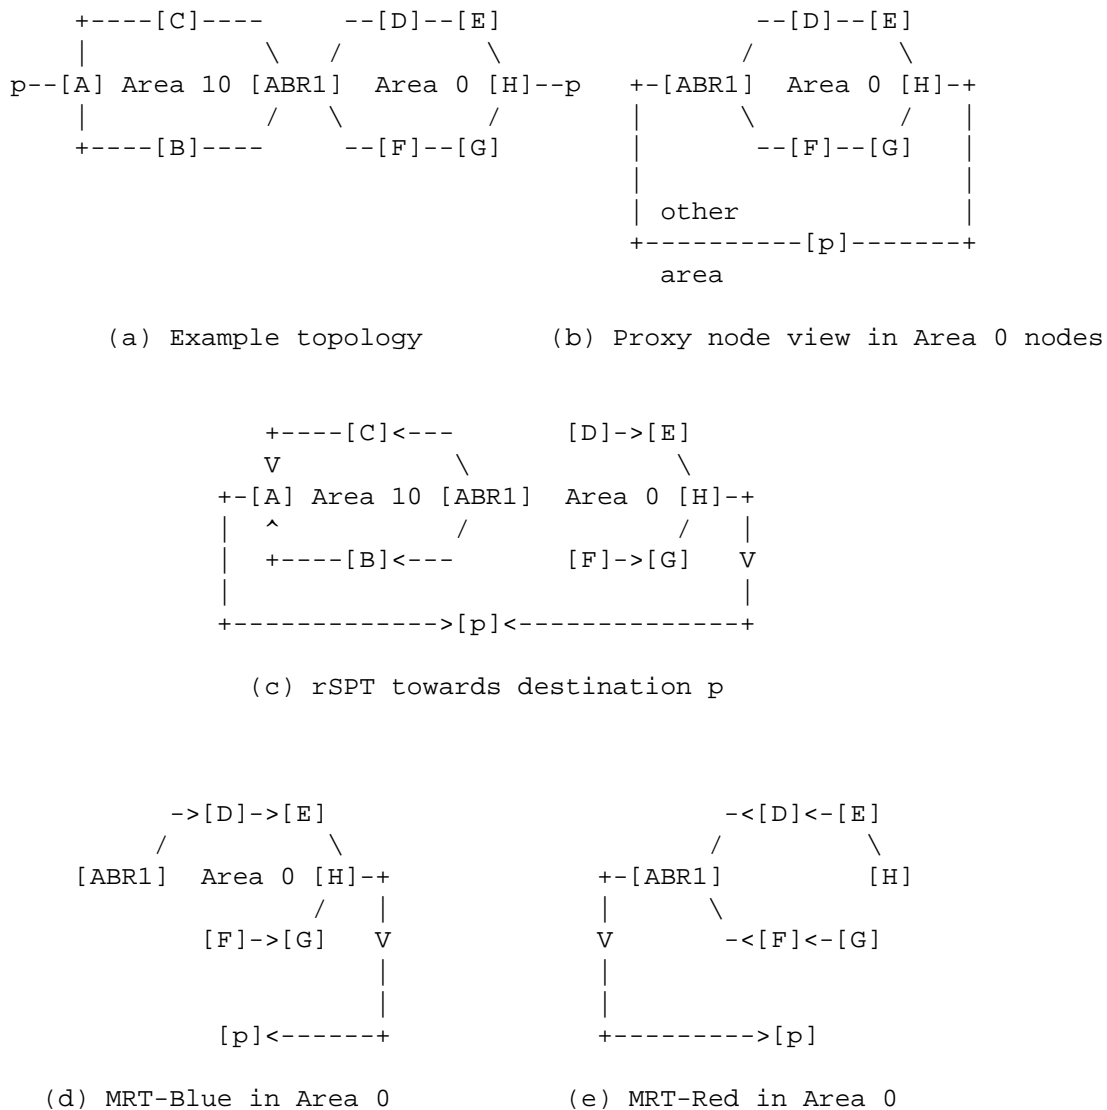 +----[C]----      --[D]--[E]                   --[D]--[E]
    |           \    /         \                  /         \
p--[A] Area 10 [ABR1]  Area 0 [H]--p   +-[ABR1]  Area 0 [H]-+
    |           /    \         /       |      \         /   |
    +----[B]----      --[F]--[G]       |       --[F]--[G]   |
                                       |                    |
                                       | other              |
                                       +----------[p]-------+
                                         area
     (a) Example topology        (b) Proxy node view in Area 0 nodes
                +----[C]<---       [D]->[E]
                V           \             \
             +-[A] Area 10 [ABR1]  Area 0 [H]-+
             |  ^           /             /   |
             |  +----[B]<---       [F]->[G]   V
             |                                |
             +------------->[p]<--------------+
               (c) rSPT towards destination p
          ->[D]->[E]                         -<[D]<-[E]
         /          \                       /         \
    [ABR1]  Area 0 [H]-+             +-[ABR1]         [H]
                   /   |             |      \
            [F]->[G]   V             V       -<[F]<-[G]
                       |             |
                       |             |
             [p]<------+             +--------->[p]
  (d) MRT-Blue in Area 0           (e) MRT-Red in Area 0